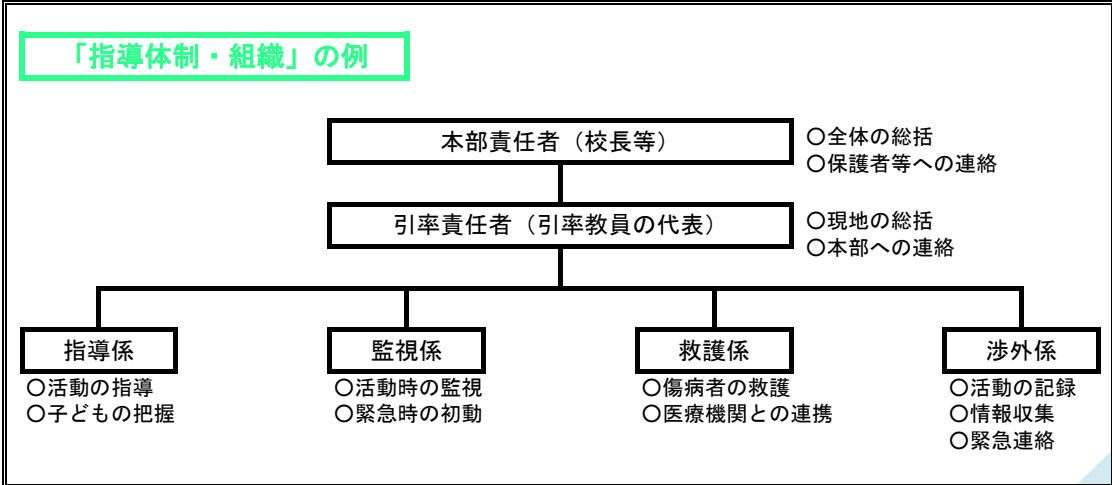 「指導体制・組織」の例
本部責任者（校長等）
○全体の総括
○保護者等への連絡
引率責任者（引率教員の代表）
○現地の総括
○本部への連絡
指導係
○活動の指導
○子どもの把握
監視係
○活動時の監視
○緊急時の初動
救護係
○傷病者の救護
○医療機関との連携
渉外係
○活動の記録
○情報収集
○緊急連絡